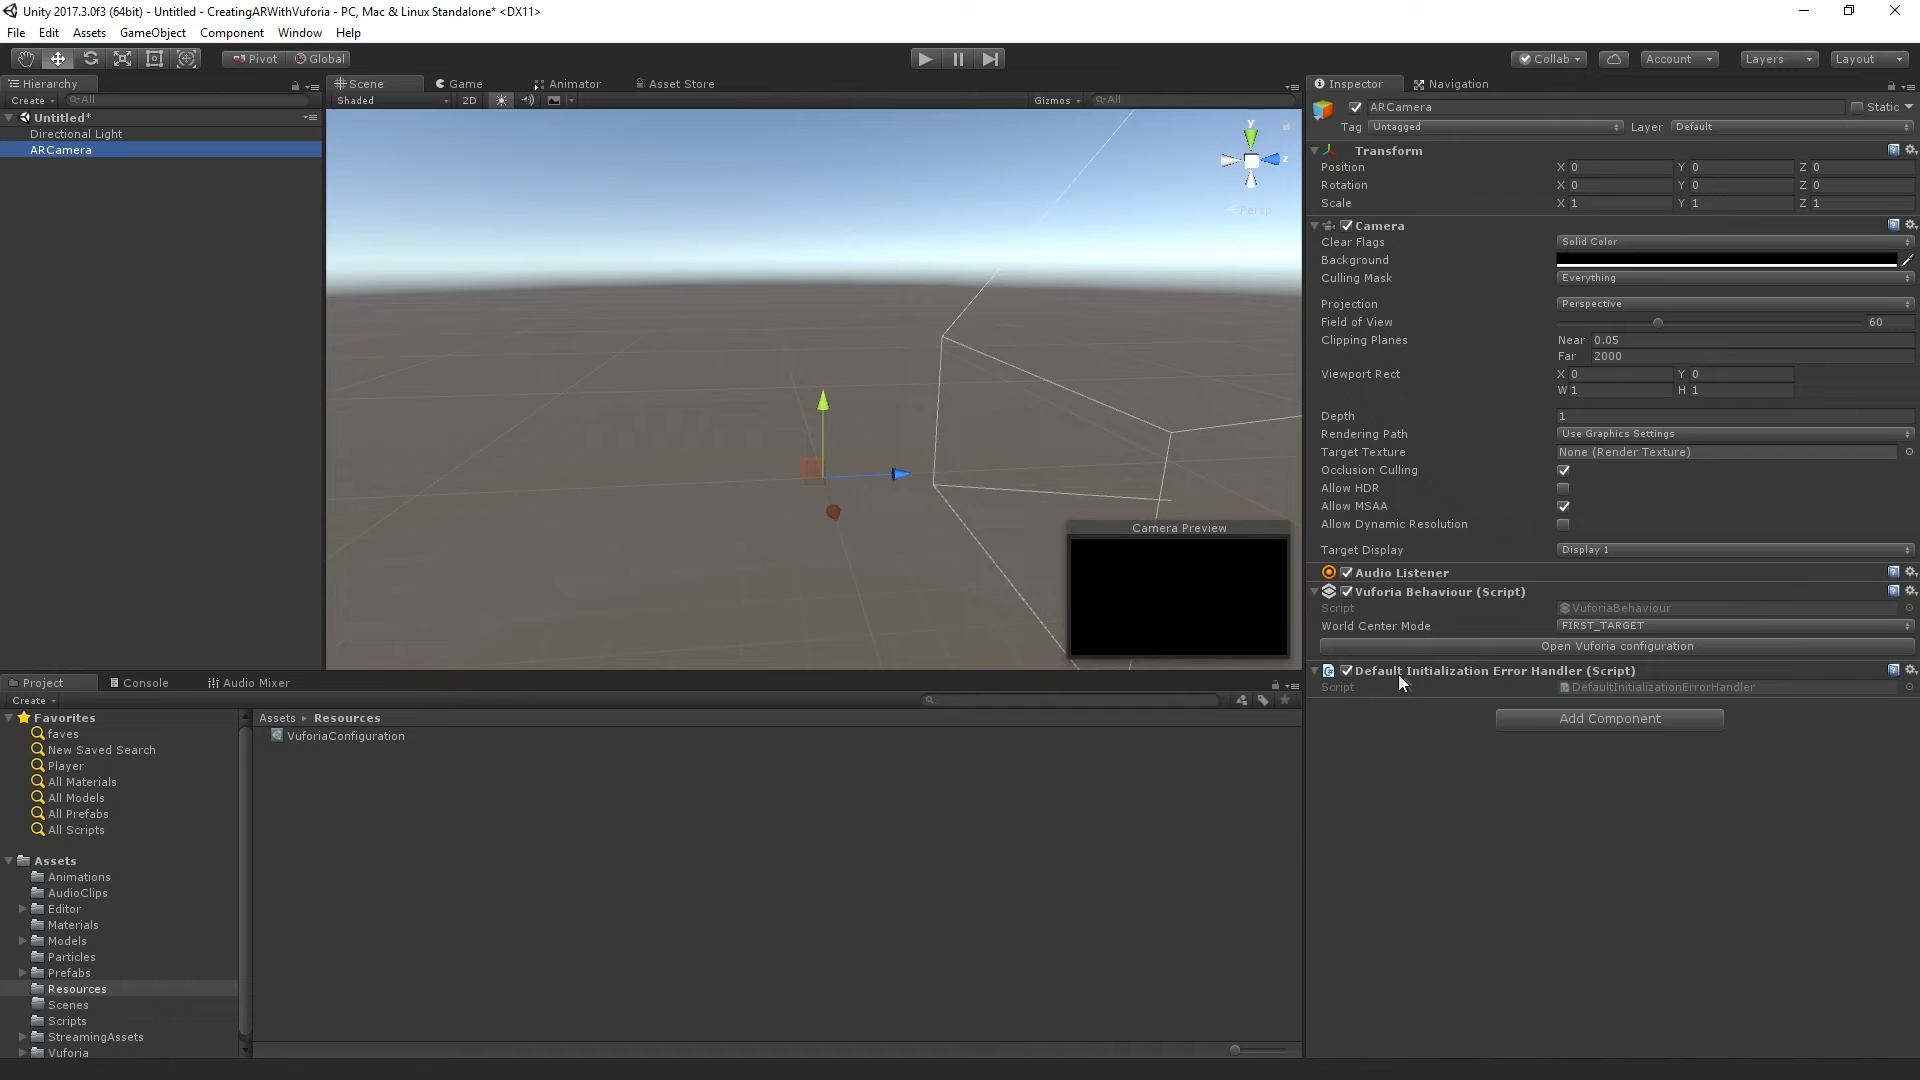 Unity 2017.3.0f3 (64bit) - Untitled - CreatingARWithVuforia - PC, Mac & Linux Standalone* <DX11>
File Edit Assets GameObject Component Window Help
Pivot Global Collab Account Layers Layout
Hierarchy
Create All
Untitled*
Directional Light
ARCamera
Scene Game Animator Asset Store
Shaded 2D Gizmos All
y
z
Persp
Camera Preview
Inspector Navigation
ARCamera Static
Tag Untagged Layer Default
Transform
Position X 0 Y 0 Z 0
Rotation X 0 Y 0 Z 0
Scale X 1 Y 1 Z 1
Camera
Clear Flags Solid Color
Background
Culling Mask Everything
Projection Perspective
Field of View 60
Clipping Planes Near 0.05
Far 2000
Viewport Rect X 0 Y 0
W 1 H 1
Depth 1
Rendering Path Use Graphics Settings
Target Texture None (Render Texture)
Occlusion Culling
Allow HDR
Allow MSAA
Allow Dynamic Resolution
Target Display Display 1
Audio Listener
Vuforia Behaviour (Script)
Script VuforiaBehaviour
World Center Mode FIRST_TARGET
Open Vuforia configuration
Default Initialization Error Handler (Script)
Script DefaultInitializationErrorHandler
Add Component
Project Console Audio Mixer
Create
Favorites
faves
New Saved Search
Player
All Materials
All Models
All Prefabs
All Scripts
Assets
Animations
AudioClips
Editor
Materials
Models
Particles
Prefabs
Resources
Scenes
Scripts
StreamingAssets
Vuforia
Assets Resources
VuforiaConfiguration